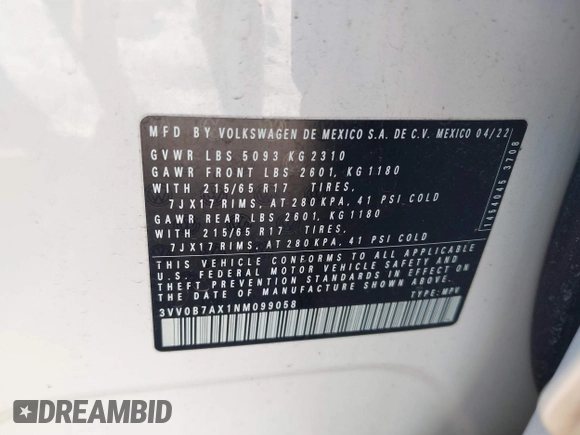 MFD BY VOLKSWAGEN DE MEXICO S.A. DE C.V. MEXICO 04/22
GVWR LBS 5093 KG 2310
GAWR FRONT LBS 2601, KG 1180
WITH 215/65 R17 TIRES,
7JX17 RIMS, AT 280 KPA, 41 PSI COLD
GAWR REAR LBS 2601, KG 1180
WITH 215/65 R17 TIRES,
7JX17 RIMS, AT 280 KPA, 41 PSI COLD
THIS VEHICLE CONFORMS TO ALL APPLICABLE
U.S. FEDERAL MOTOR VEHICLE SAFETY AND
THEFT PREVENTION STANDARDS IN EFFECT ON
THE DATE OF MANUFACTURE SHOWN ABOVE.
3VV0B7AX1NM099058 TYPE: MPV
1464045 3708
DREAMBID